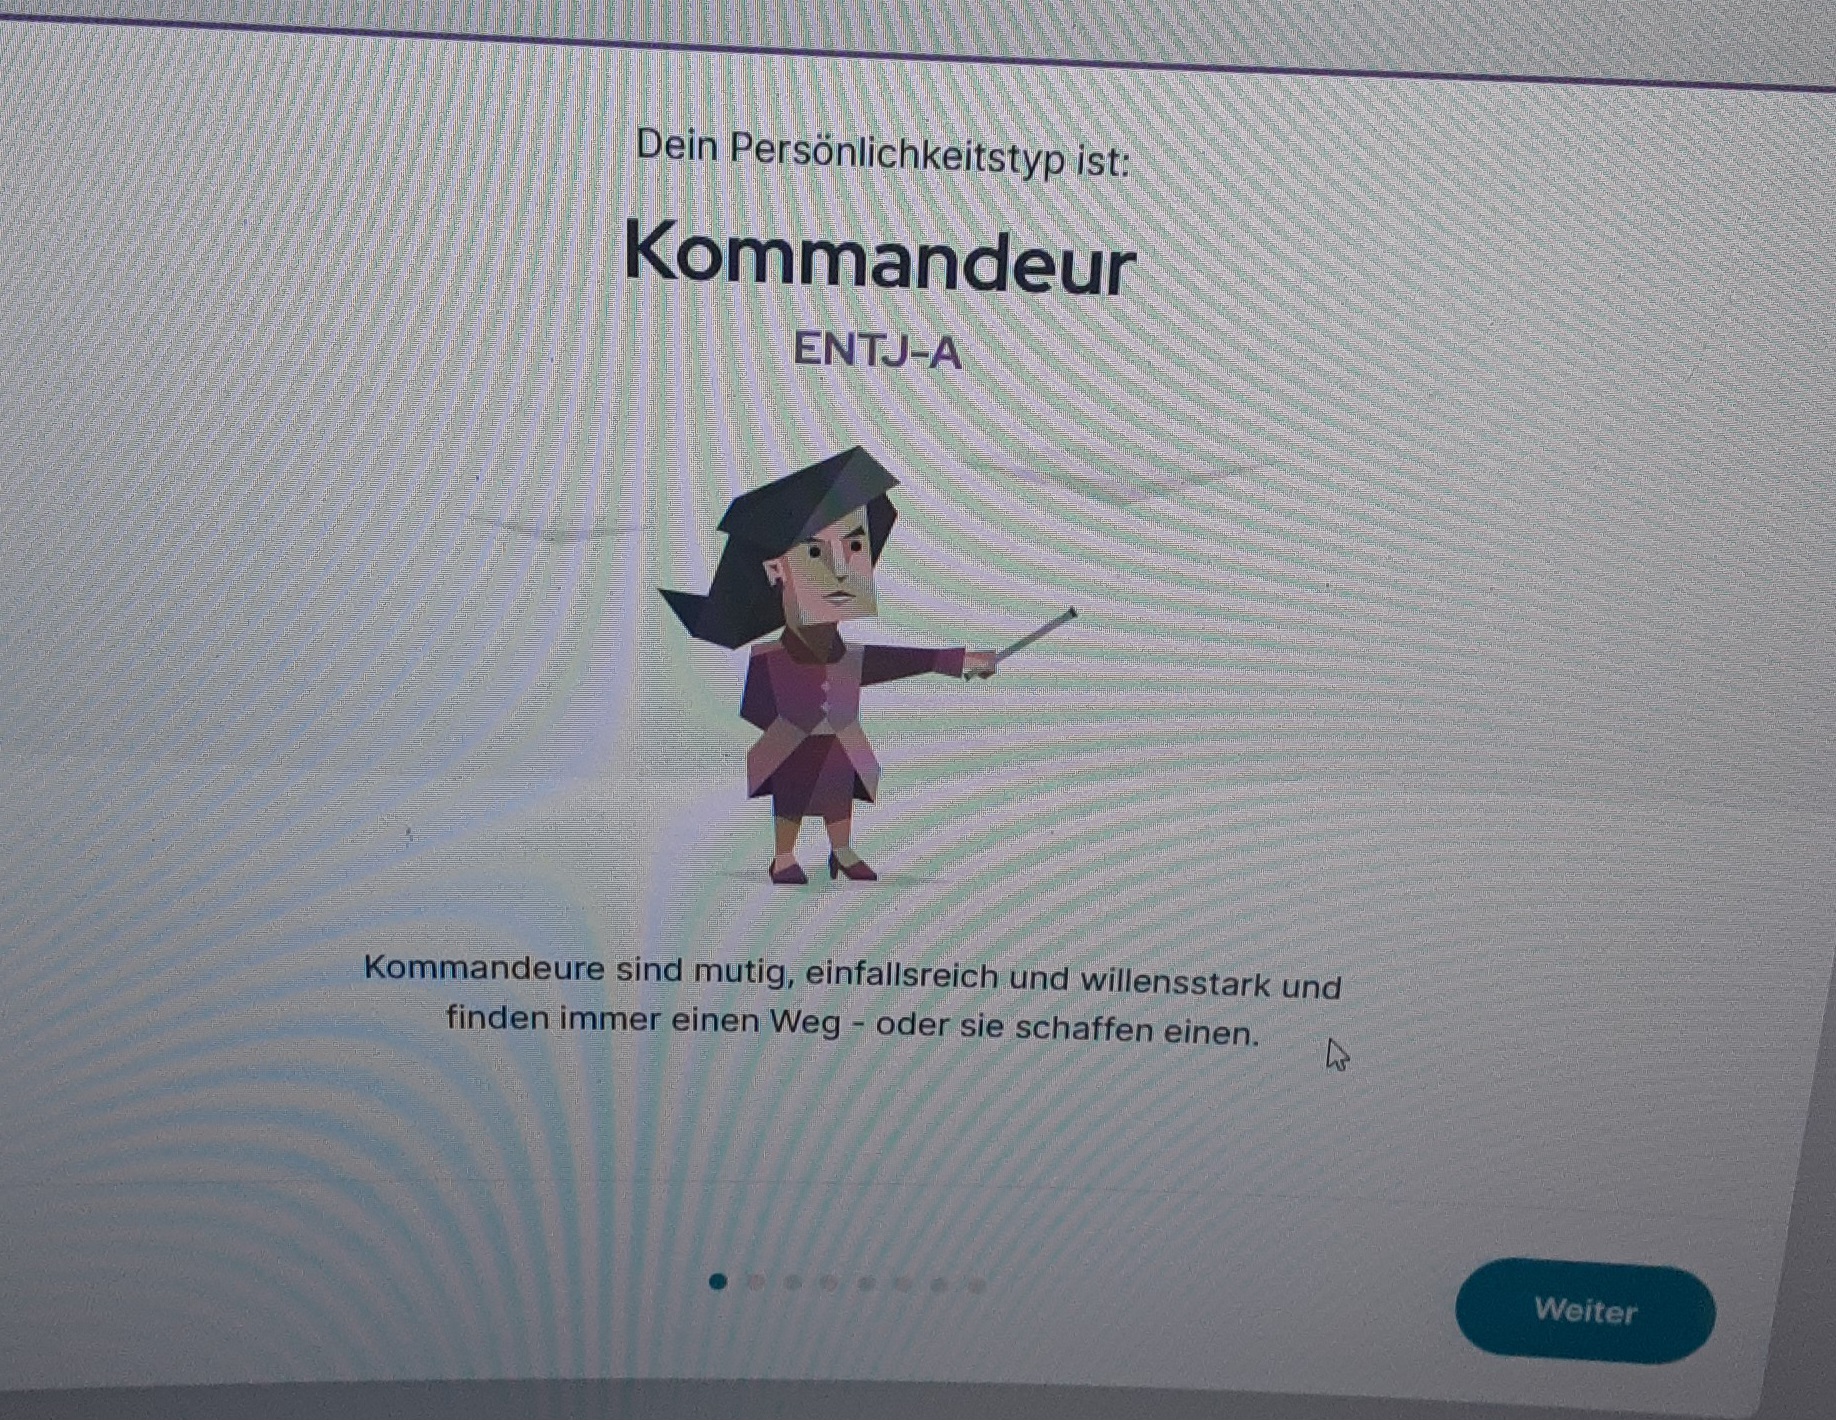 Dein Persönlichkeitstyp ist:
Kommandeur
ENTJ-A
Kommandeure sind mutig, einfallsreich und willensstark und
finden immer einen Weg - oder sie schaffen einen.
Weiter